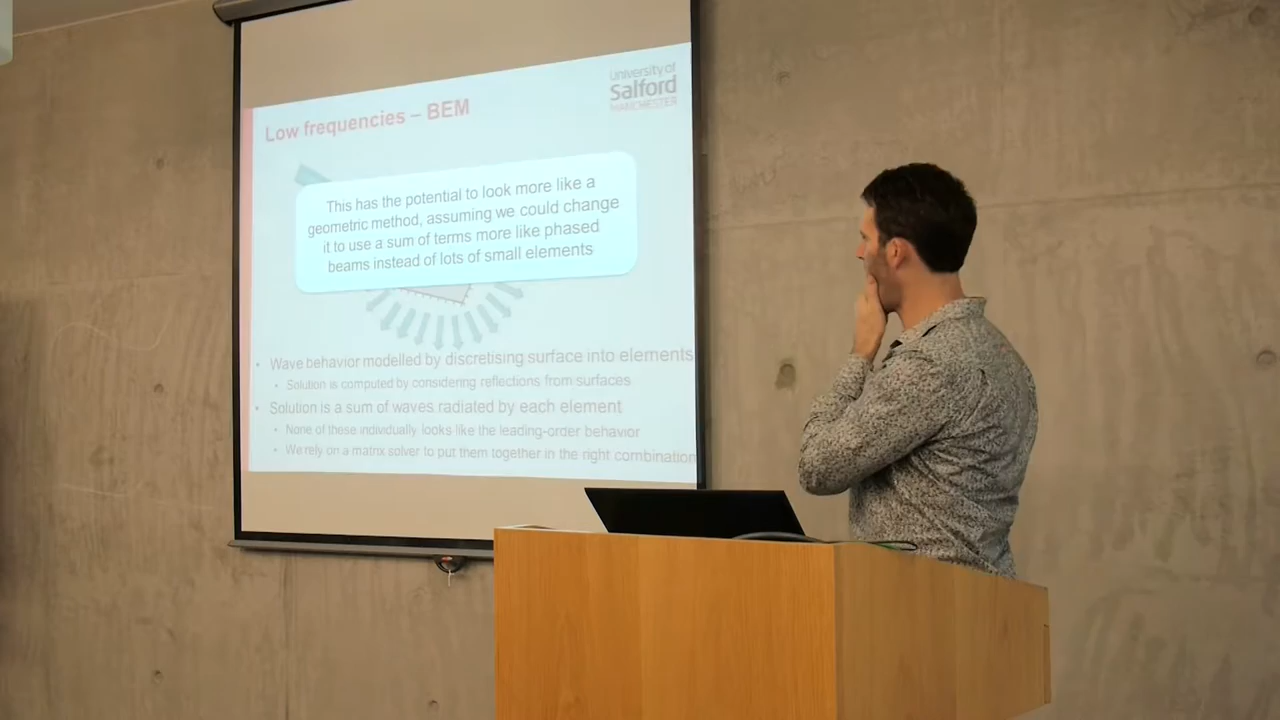 University of
Salford
MANCHESTER
Low frequencies – BEM
This has the potential to look more like a
geometric method, assuming we could change
it to use a sum of terms more like phased
beams instead of lots of small elements
• Wave behavior modelled by discretising surface into elements
• Solution is computed by considering reflections from surfaces
• Solution is a sum of waves radiated by each element
• None of these individually looks like the leading-order behavior
• We rely on a matrix solver to put them together in the right combination